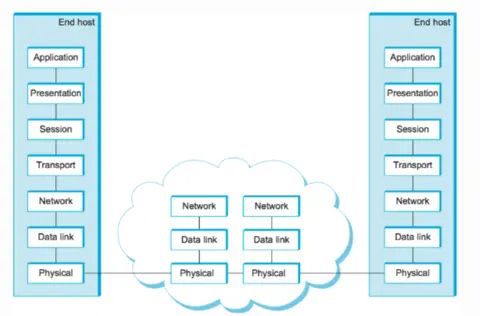 End host
Application
Presentation
Session
Transport
Network
Data link
Physical
Network
Data link
Physical
Network
Data link
Physical
End host
Application
Presentation
Session
Transport
Network
Data link
Physical